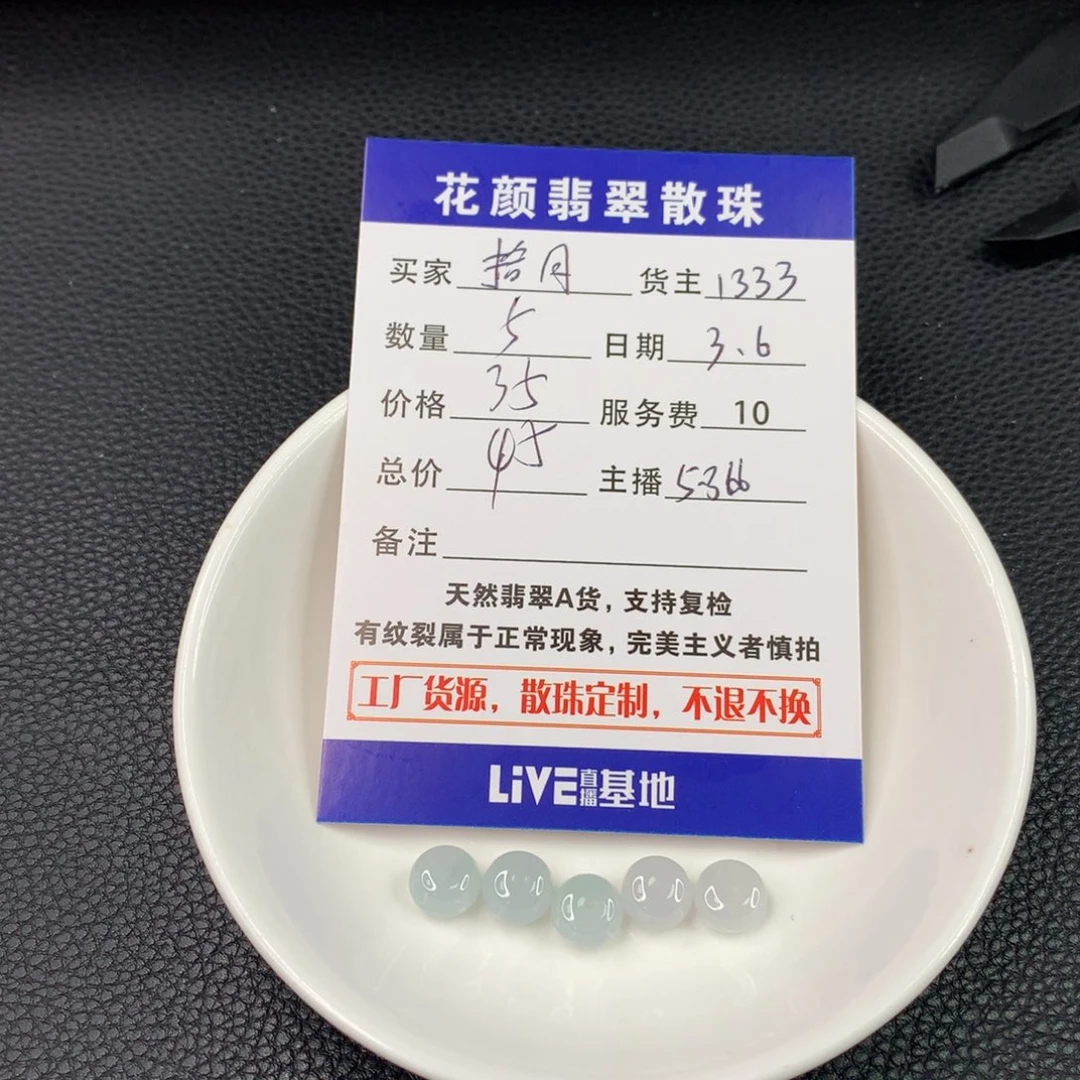 花颜翡翠散珠
买家 拾月 货主 1333
数量 5 日期 3.6
价格 35 服务费 10
总价 45 主播 5366
备注
天然翡翠A货，支持复检
有纹裂属于正常现象，完美主义者慎拍
工厂货源，散珠定制，不退不换
LiVE直播基地